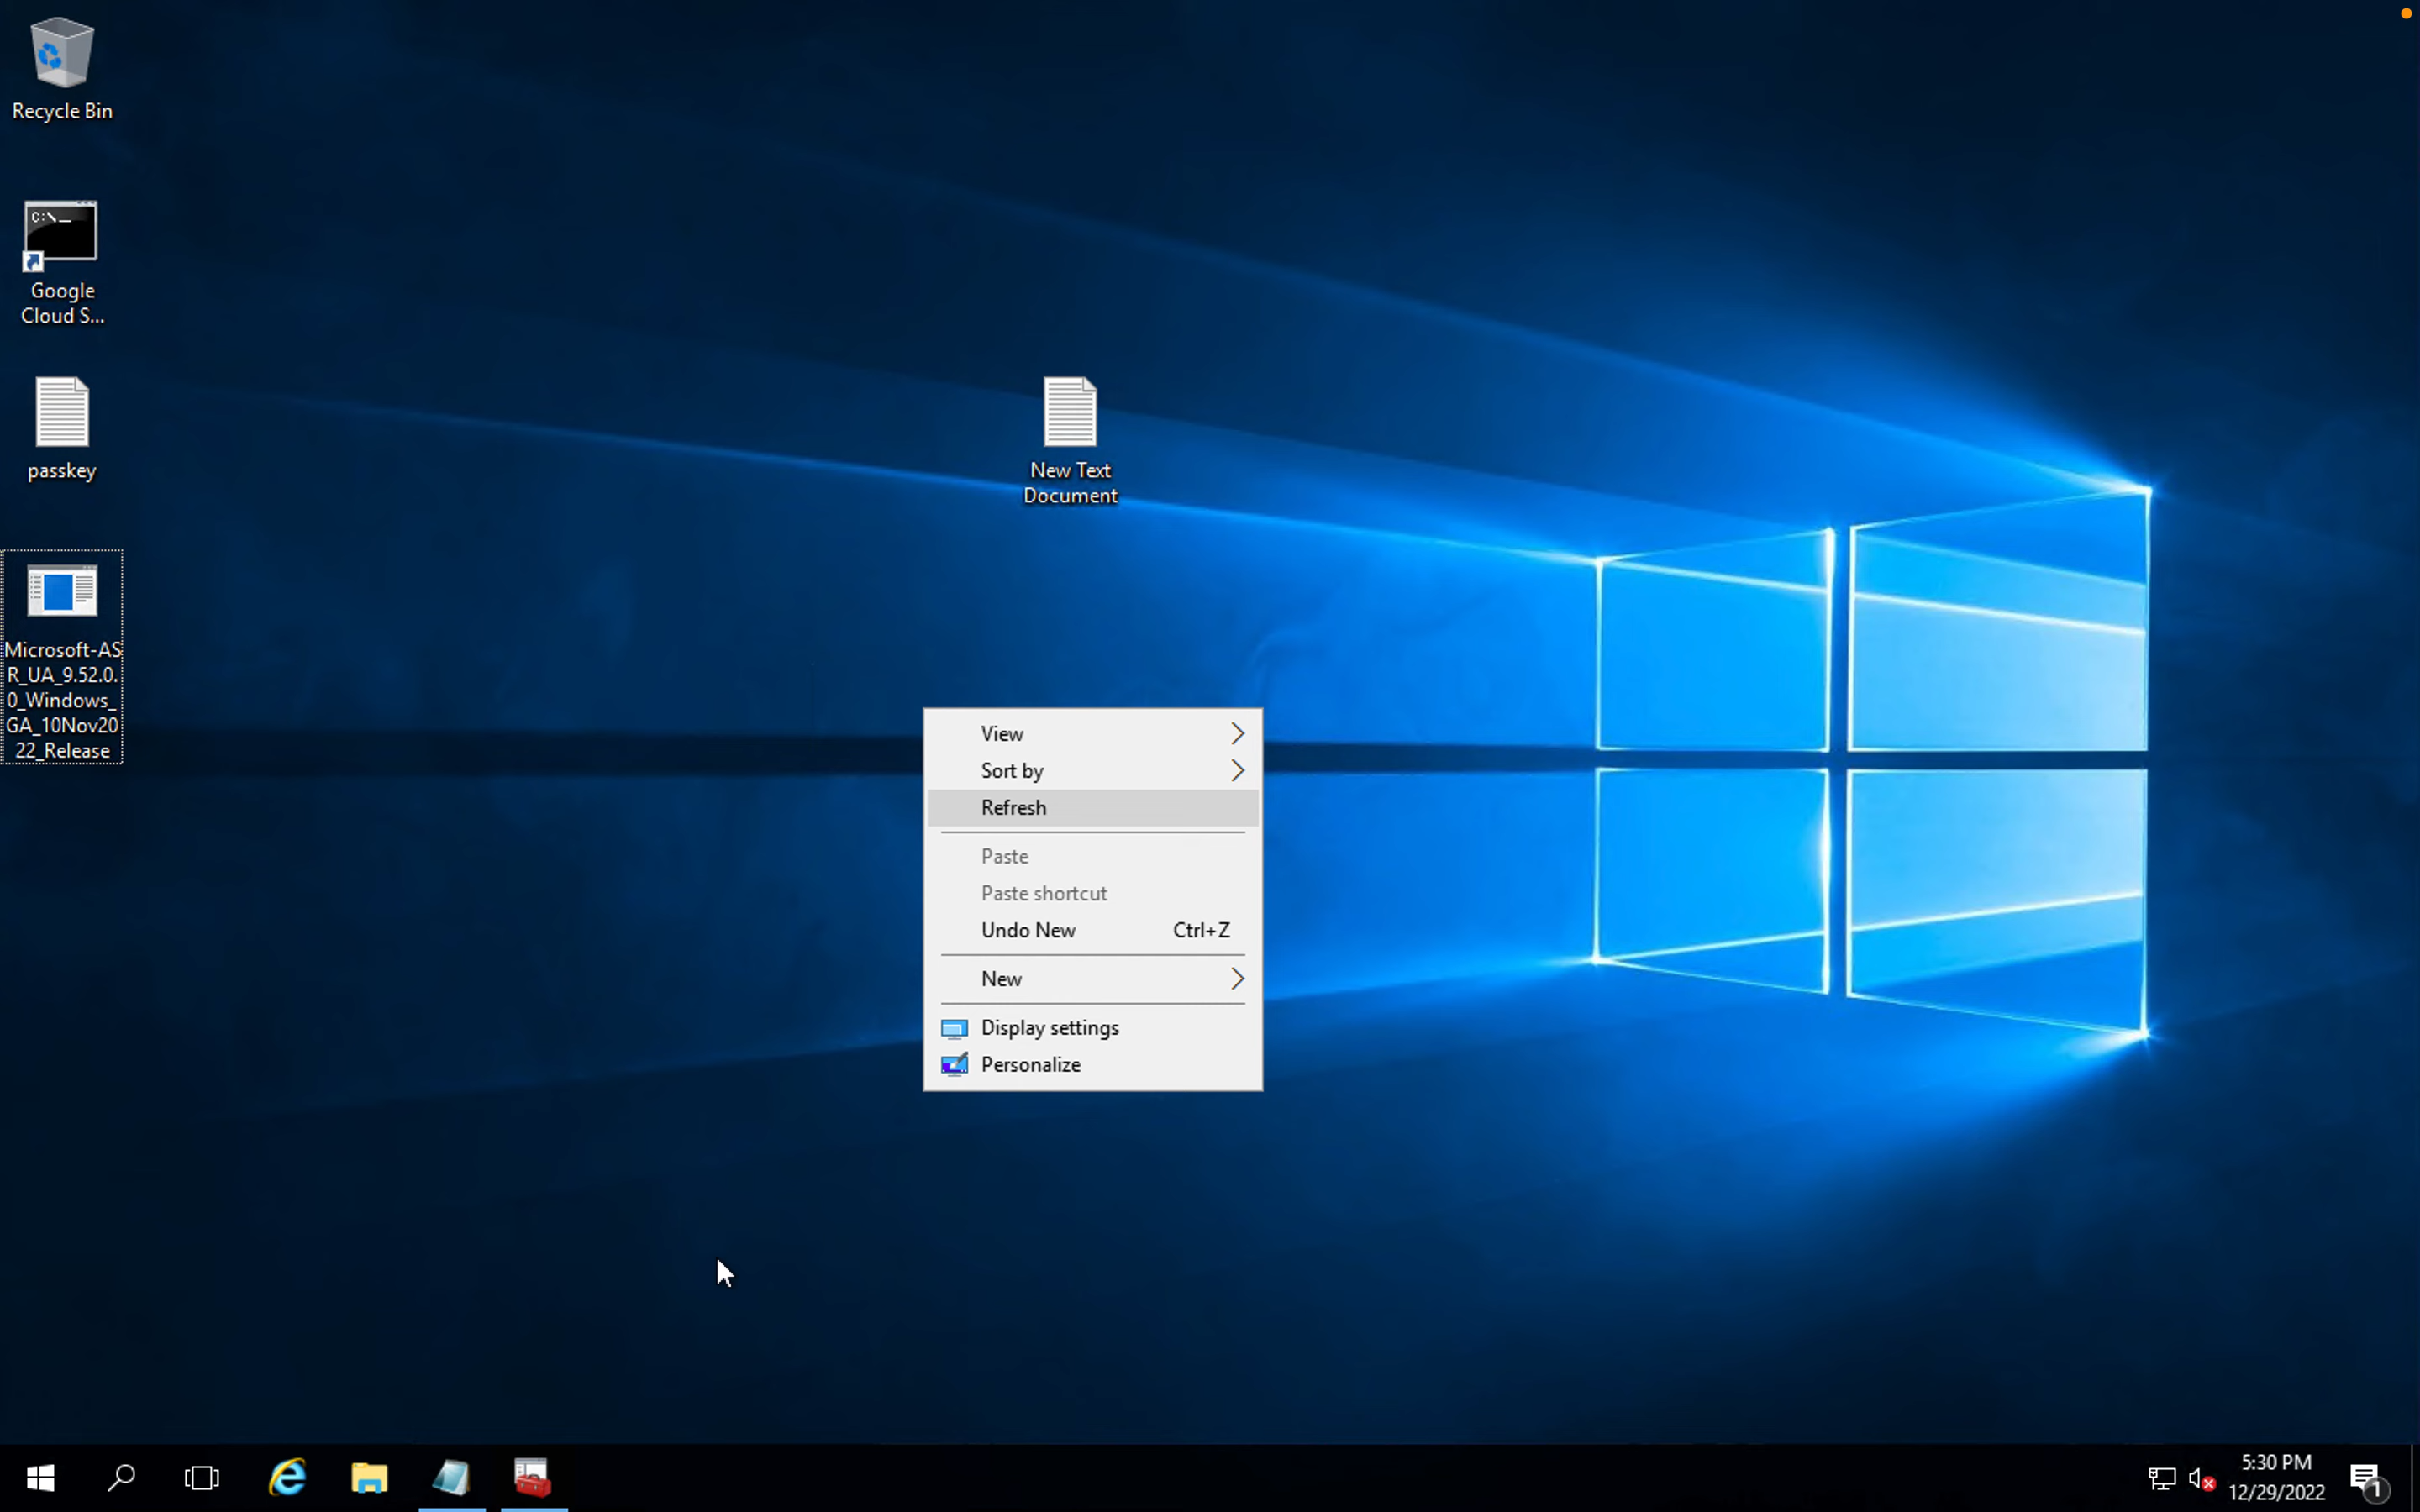 Recycle Bin
C:\_
Google
Cloud S...
passkey
Microsoft-AS
R_UA_9.52.0.
0_Windows_
GA_10Nov20
22_Release
New Text
Document
View
Sort by
Refresh
Paste
Paste shortcut
Undo New Ctrl+Z
New
Display settings
Personalize
5:30 PM
12/29/2022
1